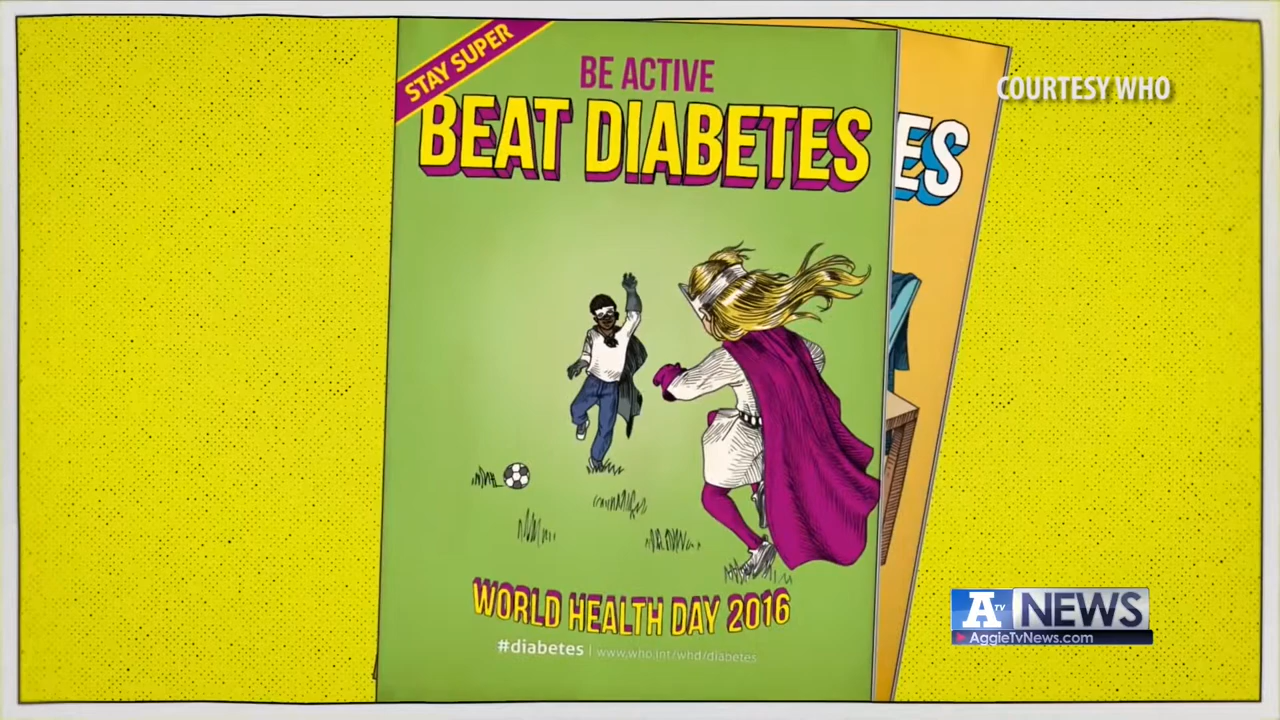 STAY SUPER
BE ACTIVE
BEAT DIABETES
ES
COURTESY WHO
WORLD HEALTH DAY 2016
#diabetes | www.who.int/whd/diabetes
ATV NEWS
AggieTvNews.com